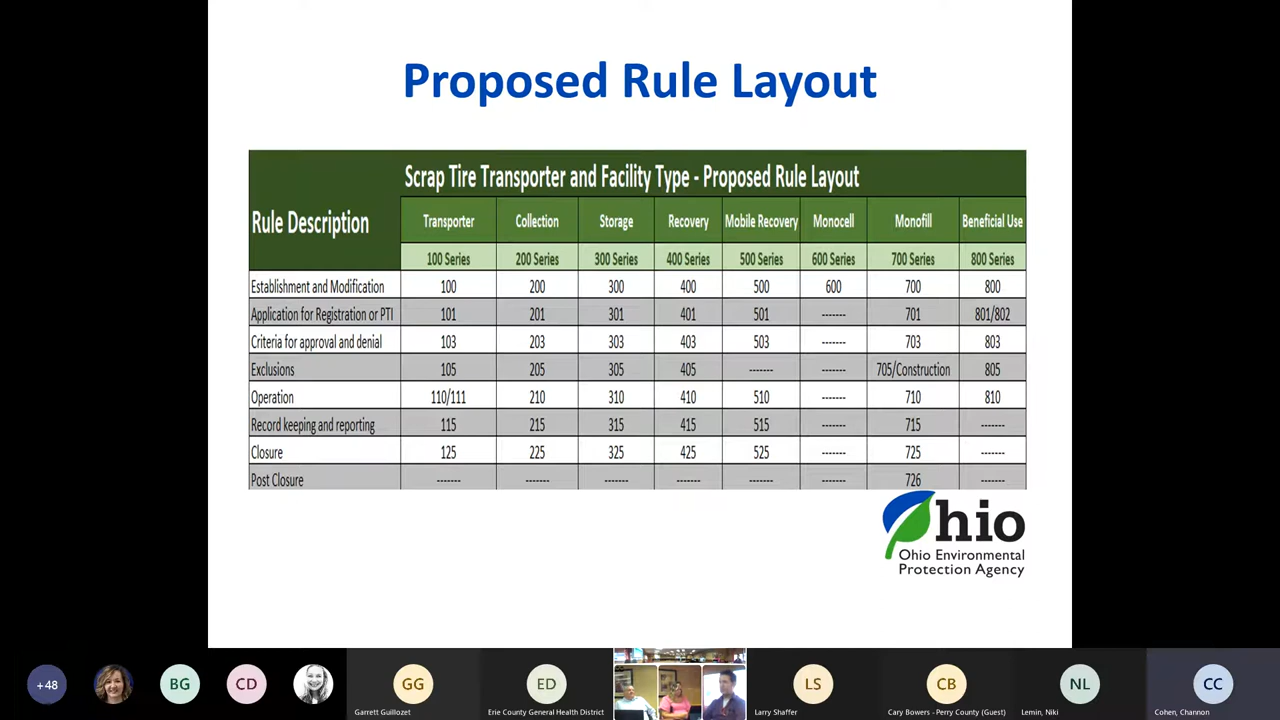 Proposed Rule Layout
Scrap Tire Transporter and Facility Type - Proposed Rule Layout
Rule Description
Transporter Collection Storage Recovery Mobile Recovery Monocell Monofill Beneficial Use
100 Series 200 Series 300 Series 400 Series 500 Series 600 Series 700 Series 800 Series
Establishment and Modification 100 200 300 400 500 600 700 800
Application for Registration or PTI 101 201 301 401 501 ------- 701 801/802
Criteria for approval and denial 103 203 303 403 503 ------- 703 803
Exclusions 105 205 305 405 ------- ------- 705/Construction 805
Operation 110/111 210 310 410 510 ------- 710 810
Record keeping and reporting 115 215 315 415 515 ------- 715 -------
Closure 125 225 325 425 525 ------- 725 -------
Post Closure ------- ------- ------- ------- ------- ------- 726 -------
Ohio
Ohio Environmental
Protection Agency
+48 BG CD GG ED LS CB NL CC
Garrett Guillozet Erie County General Health District Larry Shaffer Cary Bowers - Perry County (Guest) Lemin, Niki Cohen, Channon